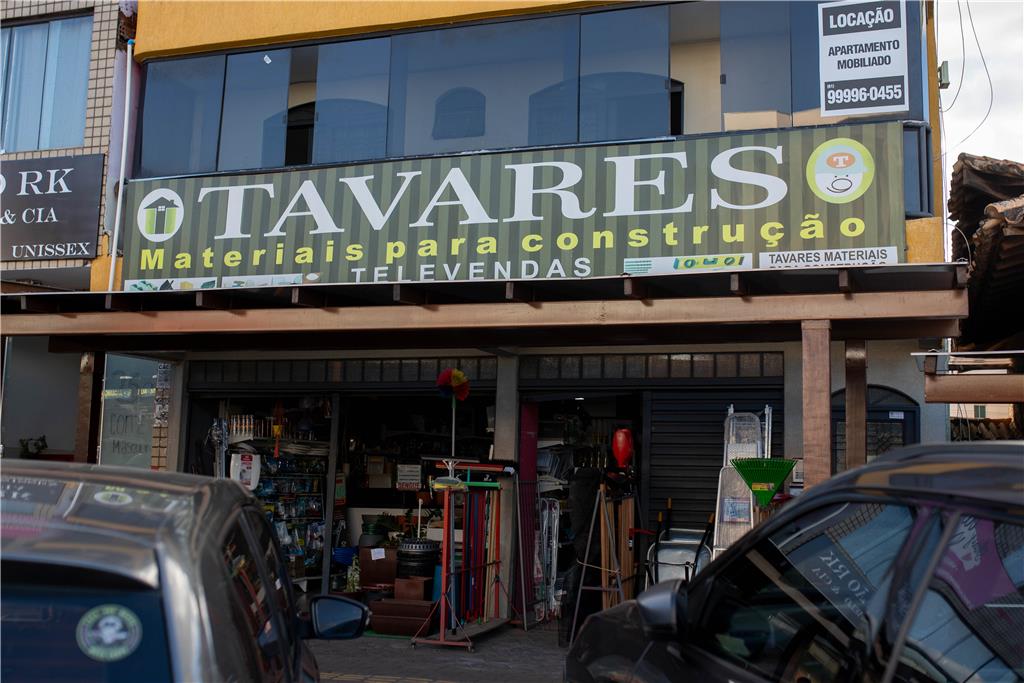 LOCAÇÃO
APARTAMENTO
MOBILIADO
99996-0455
RK
& CIA
UNISSEX
TAVARES
T
Materiais para construção
TELEVENDAS
TAVARES MATERIAIS